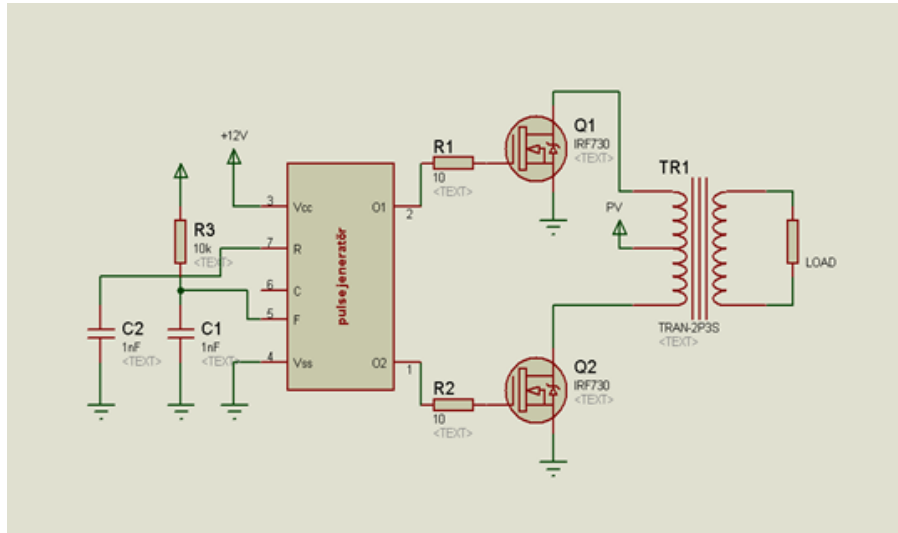 +12V
R3
10k
<TEXT>
C2
1nF
<TEXT>
C1
1nF
<TEXT>
3
Vcc
7
R
6
C
5
F
4
Vss
pulse jeneratör
O1
2
O2
1
R1
10
<TEXT>
R2
10
<TEXT>
Q1
IRF730
<TEXT>
Q2
IRF730
<TEXT>
PV
TR1
TRAN-2P3S
<TEXT>
LOAD